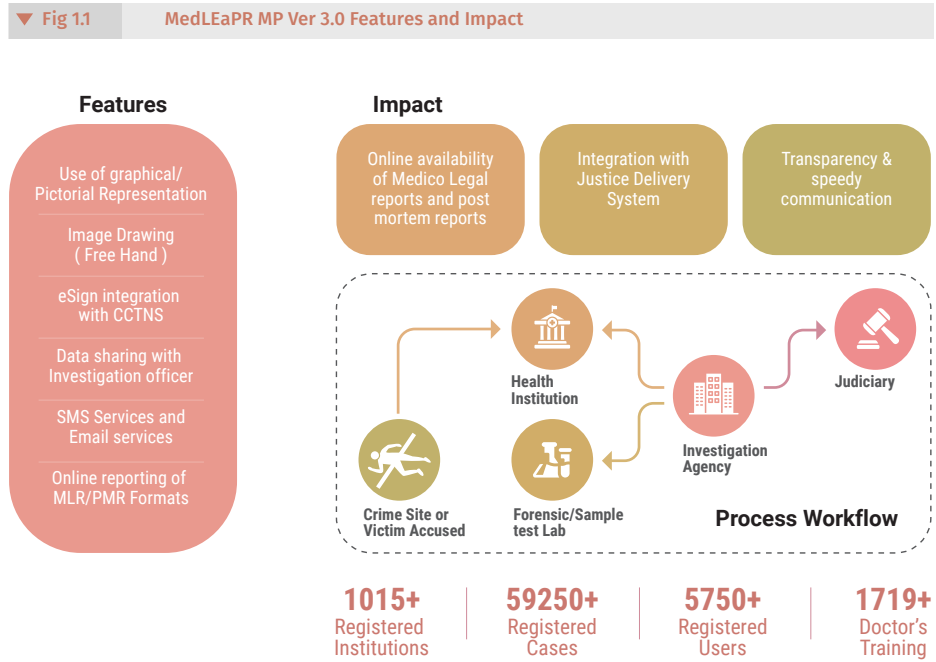 Fig 1.1 MedLEaPR MP Ver 3.0 Features and Impact
Features
Use of graphical/
Pictorial Representation
Image Drawing
( Free Hand )
eSign integration
with CCTNS
Data sharing with
Investigation officer
SMS Services and
Email services
Online reporting of
MLR/PMR Formats
Impact
Online availability
of Medico Legal
reports and post
mortem reports
Integration with
Justice Delivery
System
Transparency &
speedy
communication
Health
Institution
Judiciary
Investigation
Agency
Crime Site or
Victim Accused
Forensic/Sample
test Lab
Process Workflow
1015+
Registered
Institutions
59250+
Registered
Cases
5750+
Registered
Users
1719+
Doctor's
Training